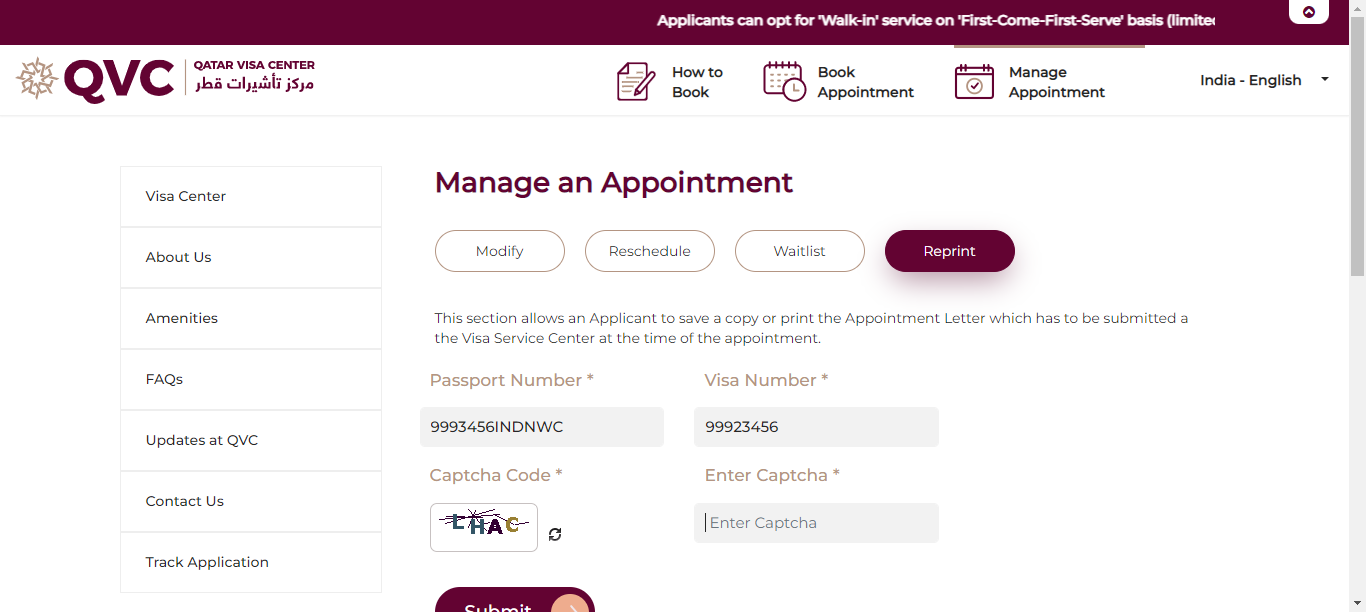 Applicants can opt for 'Walk-in' service on 'First-Come-First-Serve' basis (limited
QVC
QATAR VISA CENTER
مركز تأشيرات قطر
How to
Book
Book
Appointment
Manage
Appointment
India - English
Visa Center
About Us
Amenities
FAQs
Updates at QVC
Contact Us
Track Application
Manage an Appointment
Modify
Reschedule
Waitlist
Reprint
This section allows an Applicant to save a copy or print the Appointment Letter which has to be submitted a
the Visa Service Center at the time of the appointment.
Passport Number *
Visa Number *
9993456INDNWC
99923456
Captcha Code *
Enter Captcha *
LHAC
Enter Captcha
Submit